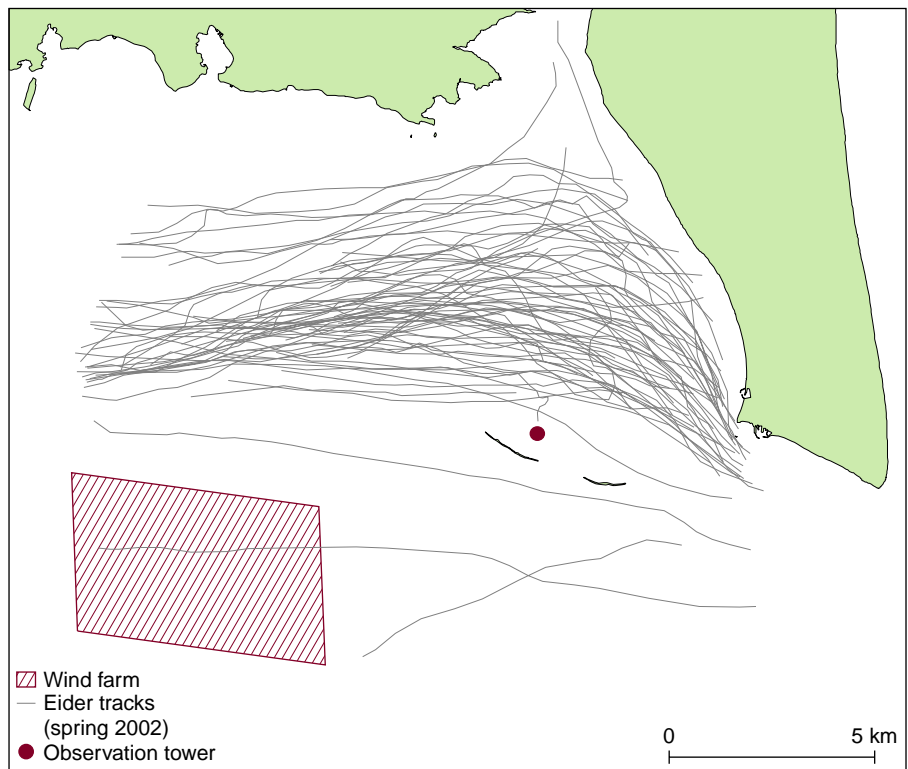 Wind farm
Eider tracks
(spring 2002)
Observation tower
0 5 km